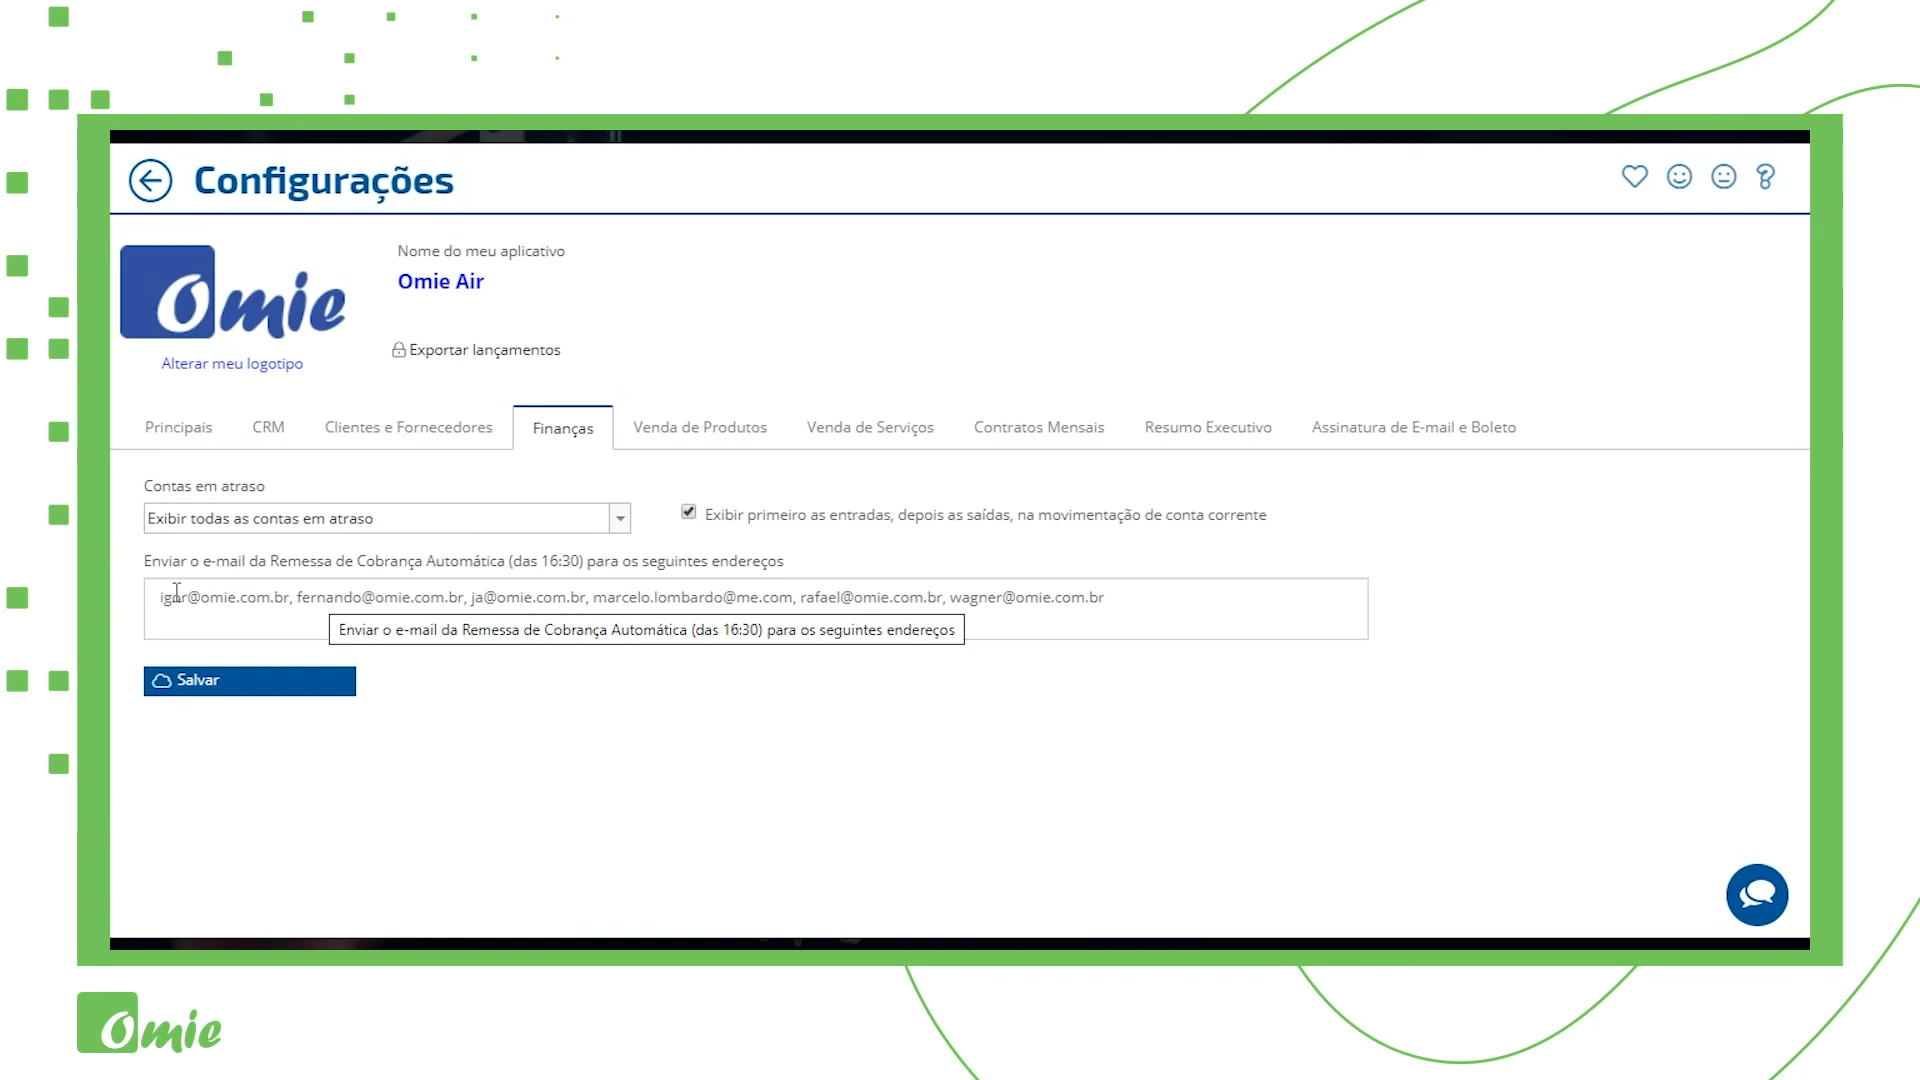 Configurações
Omie
Alterar meu logotipo
Nome do meu aplicativo
Omie Air
Exportar lançamentos
Principais CRM Clientes e Fornecedores Finanças Venda de Produtos Venda de Serviços Contratos Mensais Resumo Executivo Assinatura de E-mail e Boleto
Contas em atraso
Exibir todas as contas em atraso
Exibir primeiro as entradas, depois as saídas, na movimentação de conta corrente
Enviar o e-mail da Remessa de Cobrança Automática (das 16:30) para os seguintes endereços
igor@omie.com.br, fernando@omie.com.br, ja@omie.com.br, marcelo.lombardo@me.com, rafael@omie.com.br, wagner@omie.com.br
Enviar o e-mail da Remessa de Cobrança Automática (das 16:30) para os seguintes endereços
Salvar
Omie